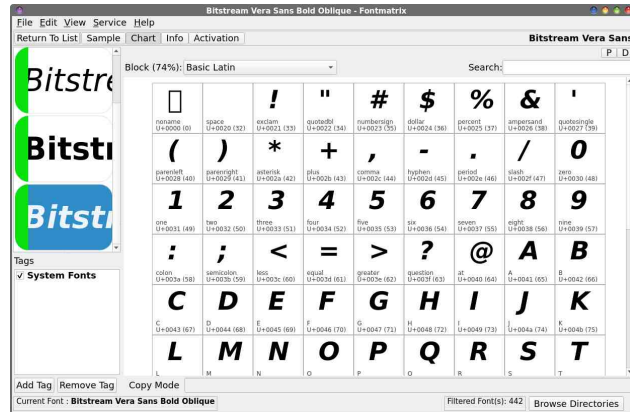 Bitstream Vera Sans Bold Oblique - Fontmatrix
File Edit View Service Help
Return To List Sample Chart Info Activation Bitstream Vera Sans
P D
Block (74%): Basic Latin Search:
Bitstre
Bitstr
Bitstr
! " # $ % & '
noname space exclam quotedbl numbersign dollar percent ampersand quotesingle
U+0000 (0) U+0020 (32) U+0021 (33) U+0022 (34) U+0023 (35) U+0024 (36) U+0025 (37) U+0026 (38) U+0027 (39)
( ) * + , - . / 0
parenleft parenright asterisk plus comma hyphen period slash zero
U+0028 (40) U+0029 (41) U+002a (42) U+002b (43) U+002c (44) U+002d (45) U+002e (46) U+002f (47) U+0030 (48)
1 2 3 4 5 6 7 8 9
one two three four five six seven eight nine
U+0031 (49) U+0032 (50) U+0033 (51) U+0034 (52) U+0035 (53) U+0036 (54) U+0037 (55) U+0038 (56) U+0039 (57)
: ; < = > ? @ A B
colon semicolon less equal greater question at A B
U+003a (58) U+003b (59) U+003c (60) U+003d (61) U+003e (62) U+003f (63) U+0040 (64) U+0041 (65) U+0042 (66)
Tags
System Fonts
C D E F G H I J K
C D E F G H I J K
U+0043 (67) U+0044 (68) U+0045 (69) U+0046 (70) U+0047 (71) U+0048 (72) U+0049 (73) U+004a (74) U+004b (75)
L M N O P Q R S T
L M N O P Q R S T
Add Tag Remove Tag Copy Mode
Current Font : Bitstream Vera Sans Bold Oblique Filtered Font(s): 442 Browse Directories